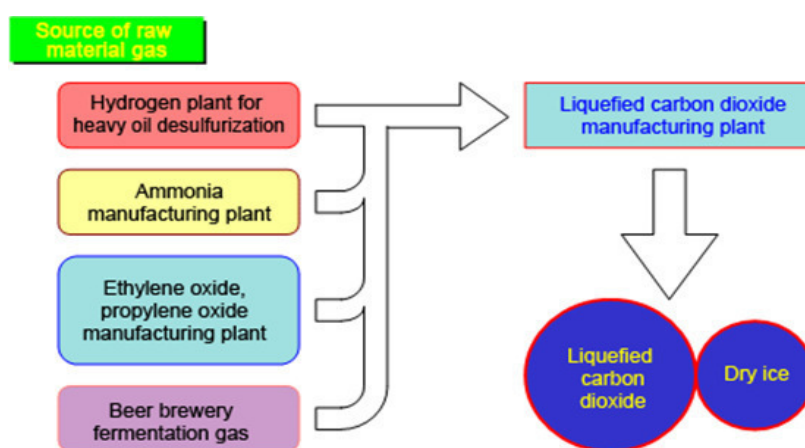 Source of raw
material gas
Hydrogen plant for
heavy oil desulfurization
Ammonia
manufacturing plant
Ethylene oxide,
propylene oxide
manufacturing plant
Beer brewery
fermentation gas
Liquefied carbon dioxide
manufacturing plant
Liquefied
carbon
dioxide
Dry ice